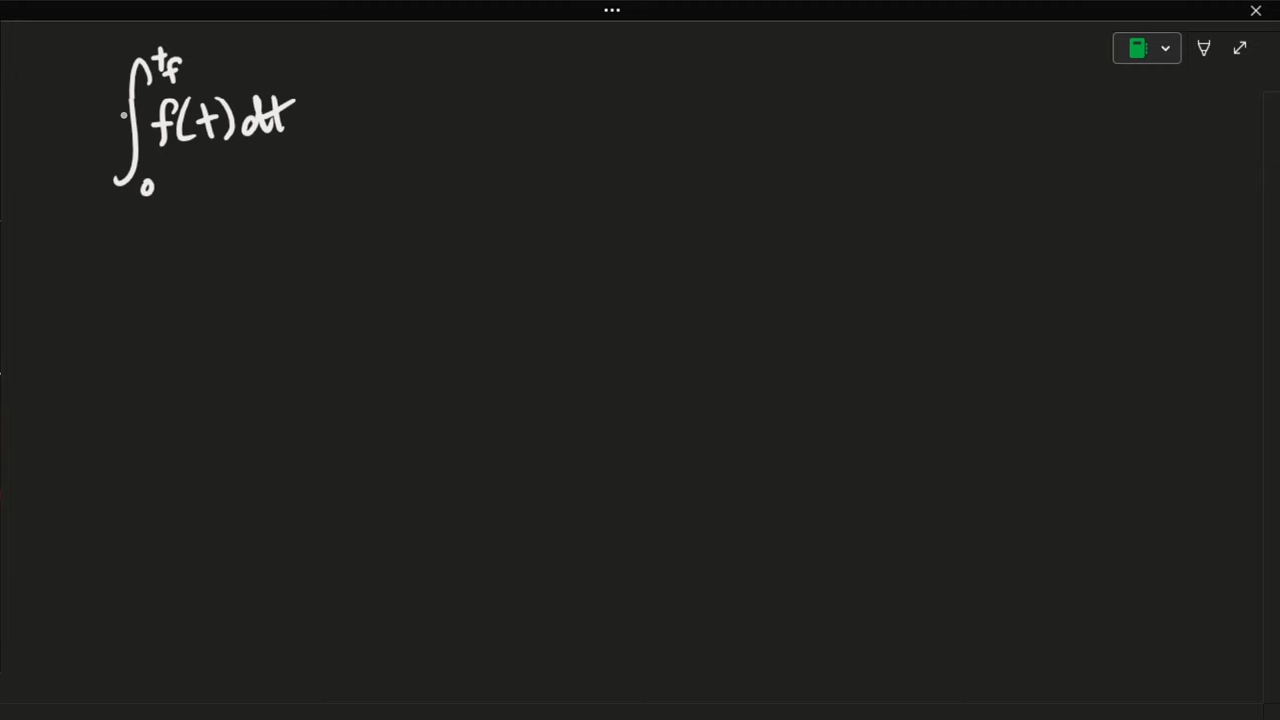 ∫₀^{t_f} f(t) dt